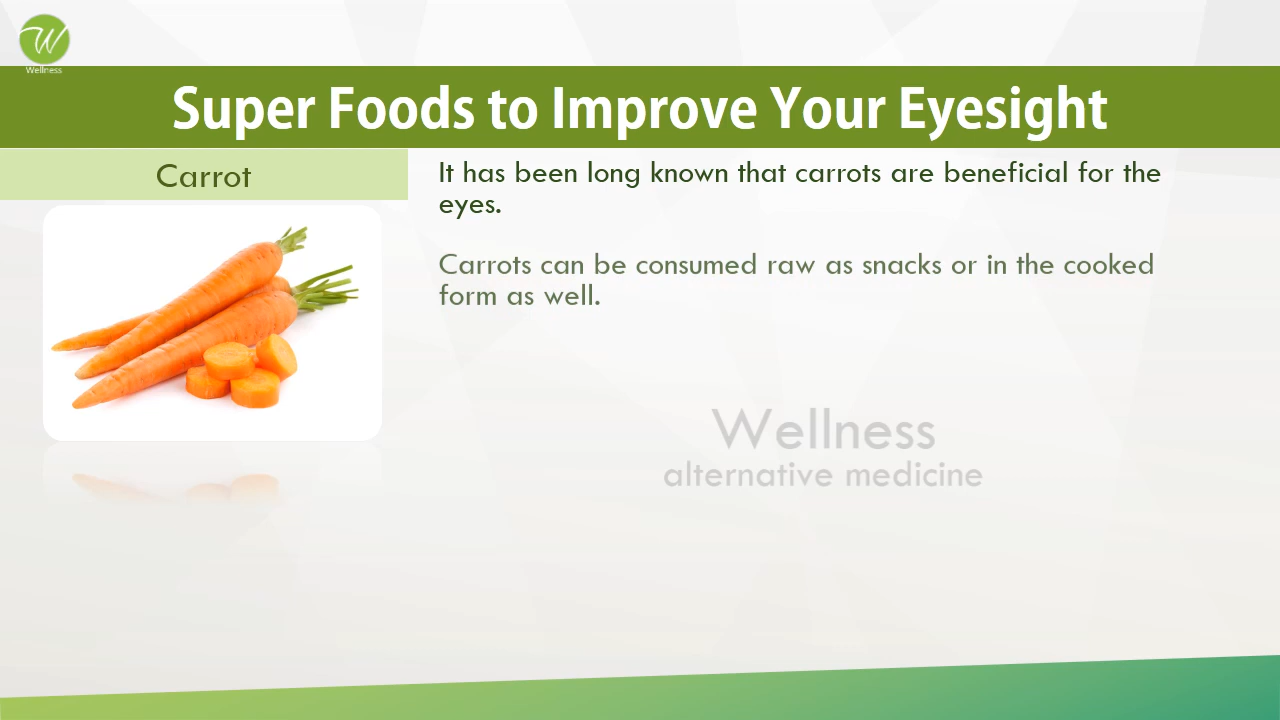 W
Wellness
Super Foods to Improve Your Eyesight
Carrot
It has been long known that carrots are beneficial for the
eyes.
Carrots can be consumed raw as snacks or in the cooked
form as well.
Wellness
alternative medicine